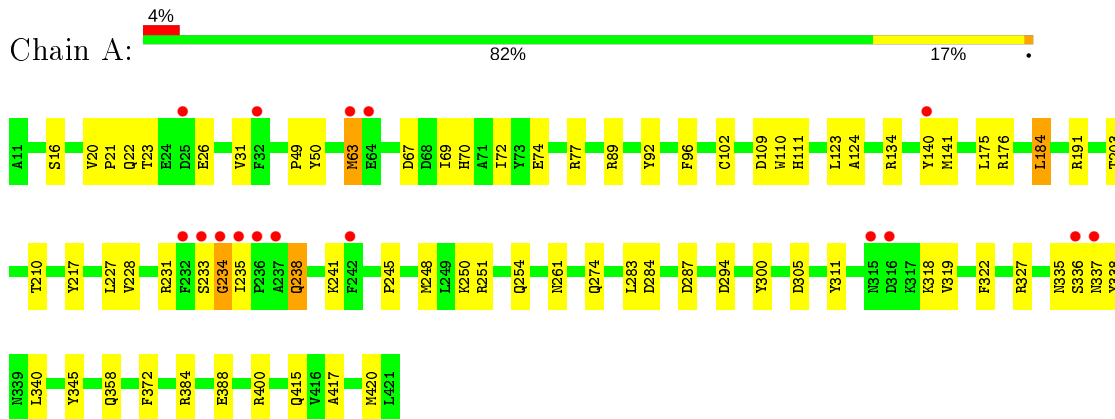 4%
Chain A:
82%
17%
•
A11 S16 V20 P21 Q22 T23 E24 D25 E26 V31 F32 P49 Y50 M63 E64 D67 D68 I69 H70 A71 I72 Y73 E74 R77 R89 Y92 F96 C102 D109 W110 H111 L123 A124 R134 Y140 M141 L175 R176 L184 R191 T203
T210 Y217 L227 V228 R231 F232 S233 G234 I235 P236 A237 Q238 K241 F242 P245 M248 L249 K250 R251 Q254 N261 Q274 L283 D284 D287 D294 Y300 D305 Y311 N315 D316 K317 K318 V319 F322 R327 N335 S336 N337 Y338
N339 L340 Y345 Q358 F372 R384 E388 R400 Q415 V416 A417 M420 L421